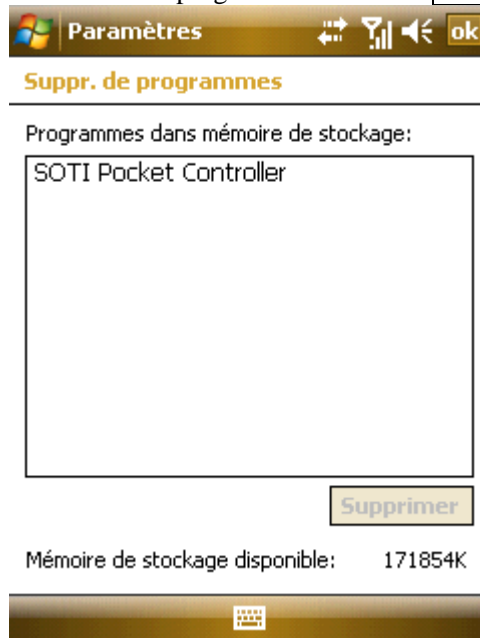 Paramètres ok
Suppr. de programmes
Programmes dans mémoire de stockage:
SOTI Pocket Controller
Supprimer
Mémoire de stockage disponible: 171854K